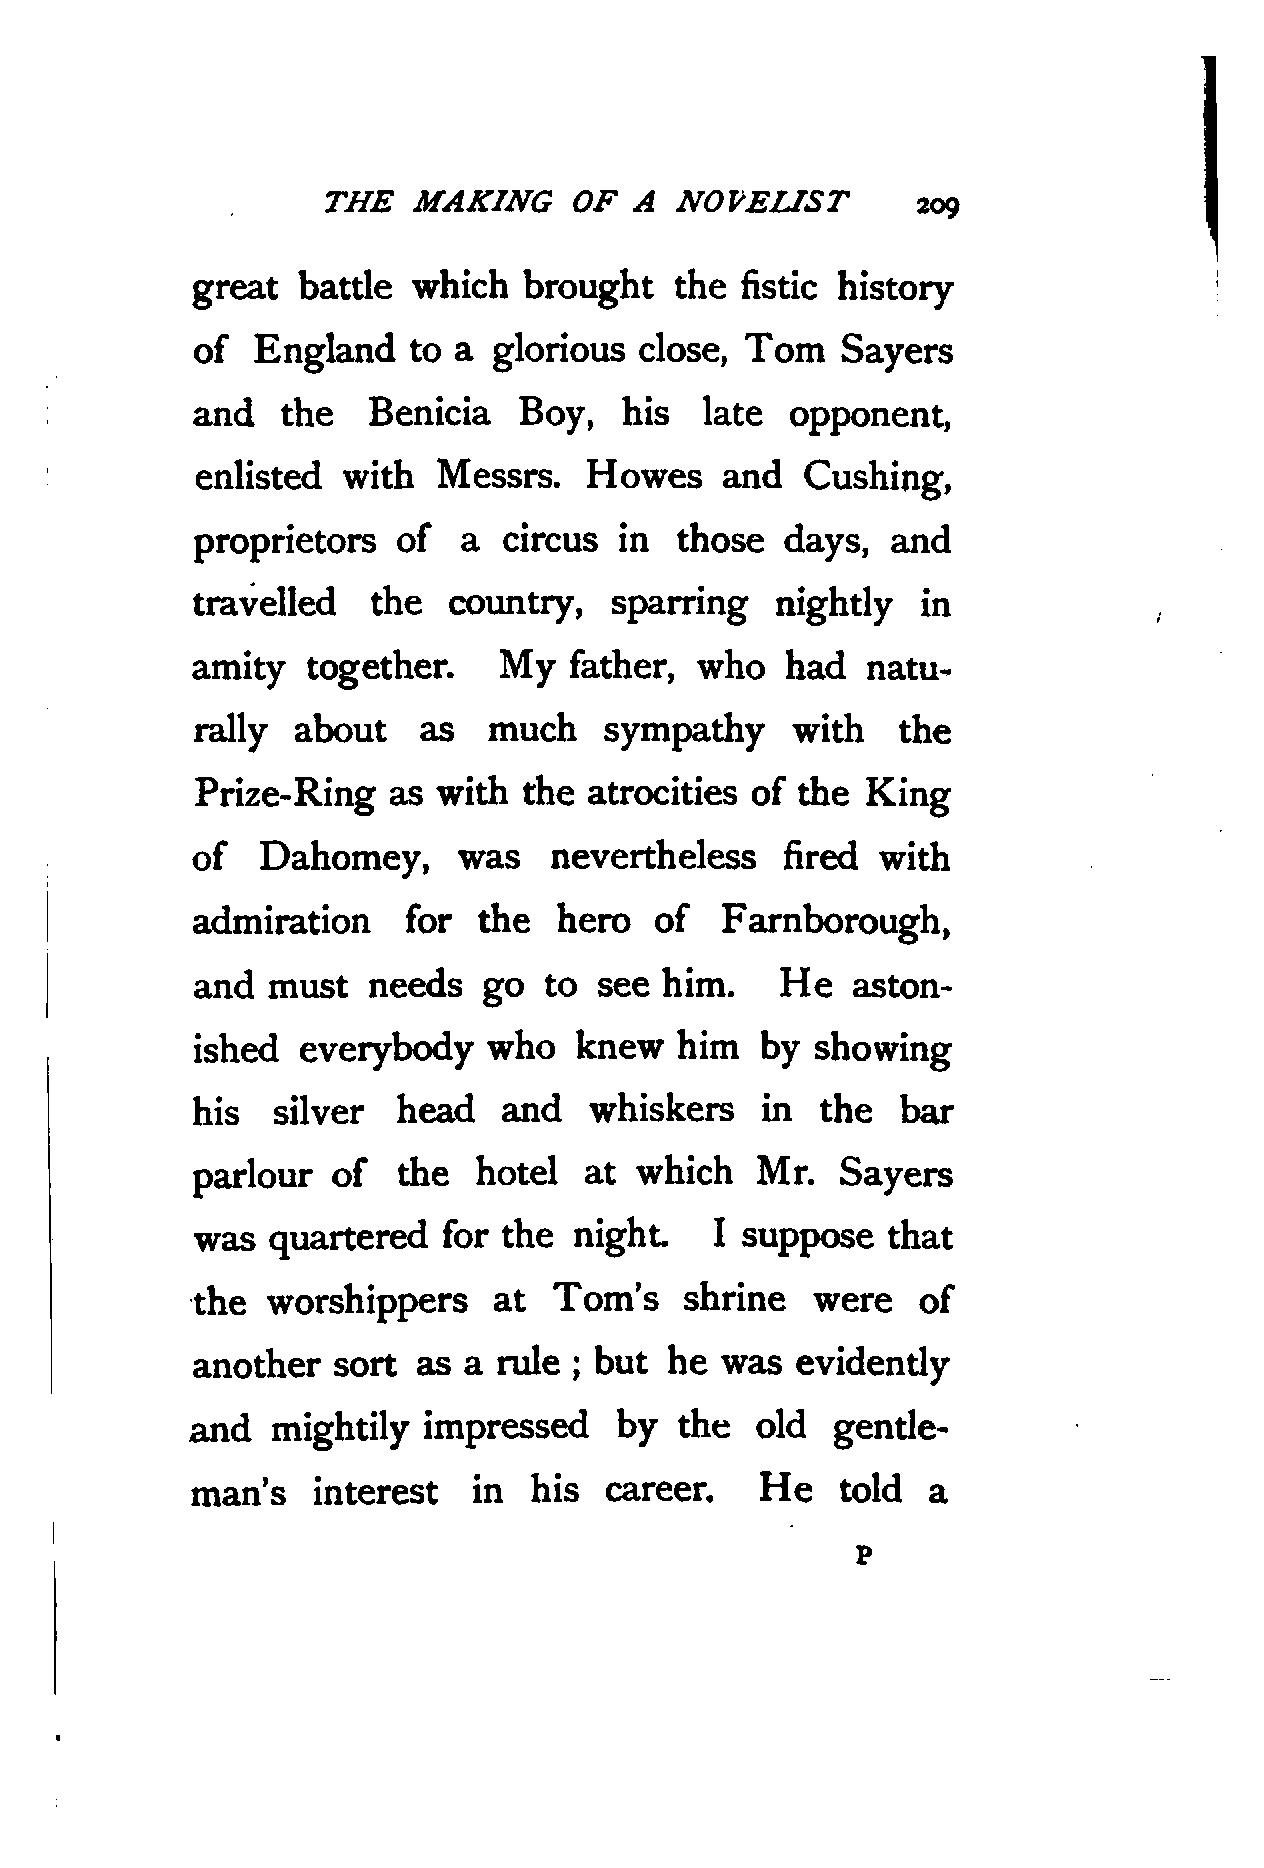 THE MAKING OF A NOVELIST 209
great battle which brought the fistic history
of England to a glorious close, Tom Sayers
and the Benicia Boy, his late opponent,
enlisted with Messrs. Howes and Cushing,
proprietors of a circus in those days, and
travelled the country, sparring nightly in
amity together. My father, who had natu-
rally about as much sympathy with the
Prize-Ring as with the atrocities of the King
of Dahomey, was nevertheless fired with
admiration for the hero of Farnborough,
and must needs go to see him. He aston-
ished everybody who knew him by showing
his silver head and whiskers in the bar
parlour of the hotel at which Mr. Sayers
was quartered for the night. I suppose that
the worshippers at Tom's shrine were of
another sort as a rule ; but he was evidently
and mightily impressed by the old gentle-
man's interest in his career. He told a
P